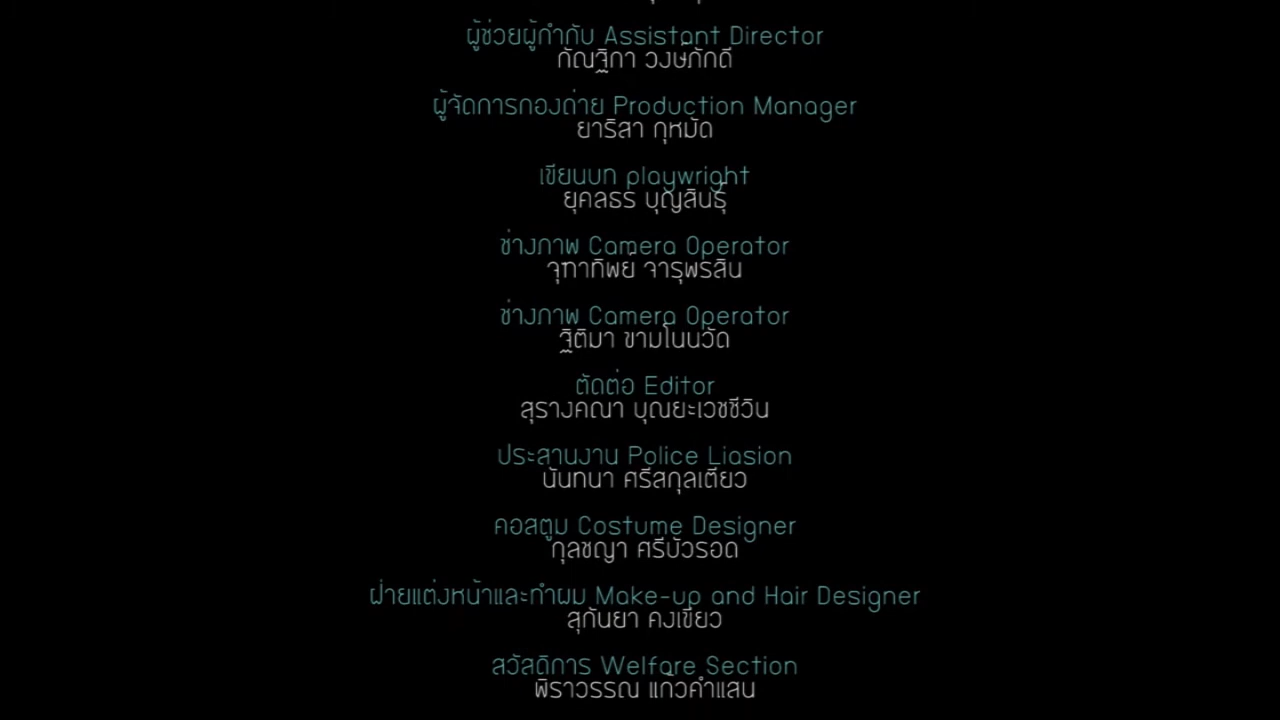 ผู้ช่วยผู้กำกับ Assistant Director
กัณฐิกา วงษ์ภักดี
ผู้จัดการกองถ่าย Production Manager
ยาริสา กุหมัด
เขียนบท playwright
ยุคลธร บุญสินธุ์
ช่างภาพ Camera Operator
จุฑาทิพย์ จารุพรสิน
ช่างภาพ Camera Operator
ฐิติมา ขามโนนวัด
ตัดต่อ Editor
สุรางคณา บุณยะเวชชีวิน
ประสานงาน Police Liasion
นันทนา ศรีสกุลเตียว
คอสตูม Costume Designer
กุลชญา ศรีบัวรอด
ฝ่ายแต่งหน้าและทำผม Make-up and Hair Designer
สุกันยา คงเขียว
สวัสดิการ Welfare Section
พิราวรรณ แก้วคำแสน